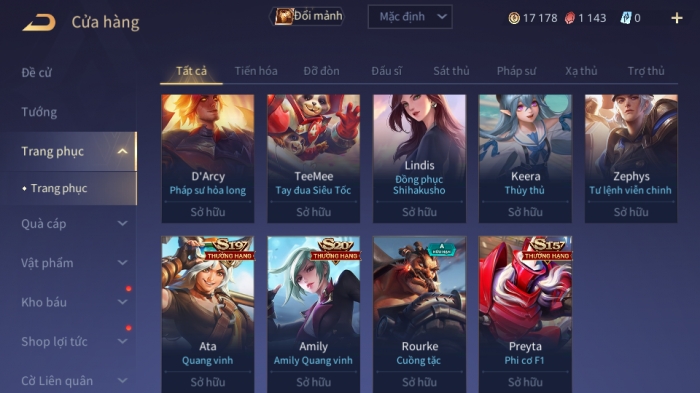 Cửa hàng
Đổi mảnh
Mặc định
17 178
1 143
0
Đề cử
Tướng
Trang phục
Trang phục
Quà cáp
Vật phẩm
Kho báu
Shop lợi tức
Cờ Liên quân
Tất cả
Tiến hóa
Đỡ đòn
Đấu sĩ
Sát thủ
Pháp sư
Xạ thủ
Trợ thủ
D'Arcy
Pháp sư hỏa long
Sở hữu
TeeMee
Tay đua Siêu Tốc
Sở hữu
Lindis
Đồng phục
Shihakusho
Sở hữu
Keera
Thủy thủ
Sở hữu
Zephys
Tư lệnh viễn chinh
Sở hữu
S19
THƯỞNG HẠNG
Ata
Quang vinh
Sở hữu
S20
THƯỞNG HẠNG
Amily
Amily Quang vinh
Sở hữu
Rourke
Cuồng tặc
Sở hữu
S15
THƯỞNG HẠNG
Preyta
Phi cơ F1
Sở hữu